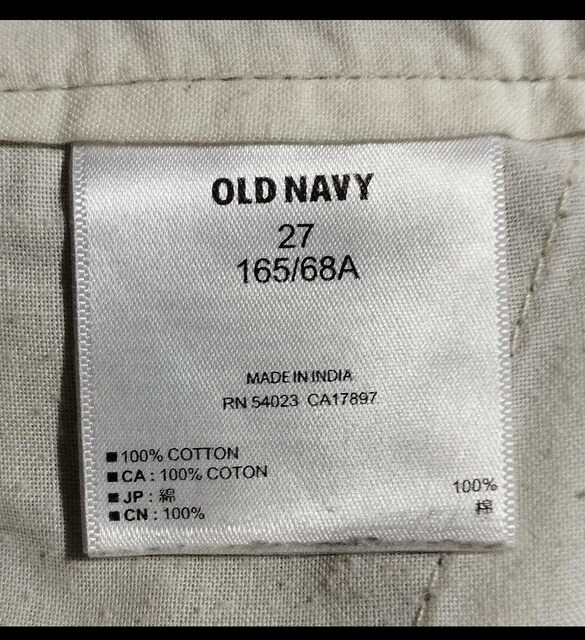 OLD NAVY
27
165/68A
MADE IN INDIA
RN 54023 CA17897
■ 100% COTTON
■ CA : 100% COTON
■ JP : 綿 100%
■ CN : 100% 棉